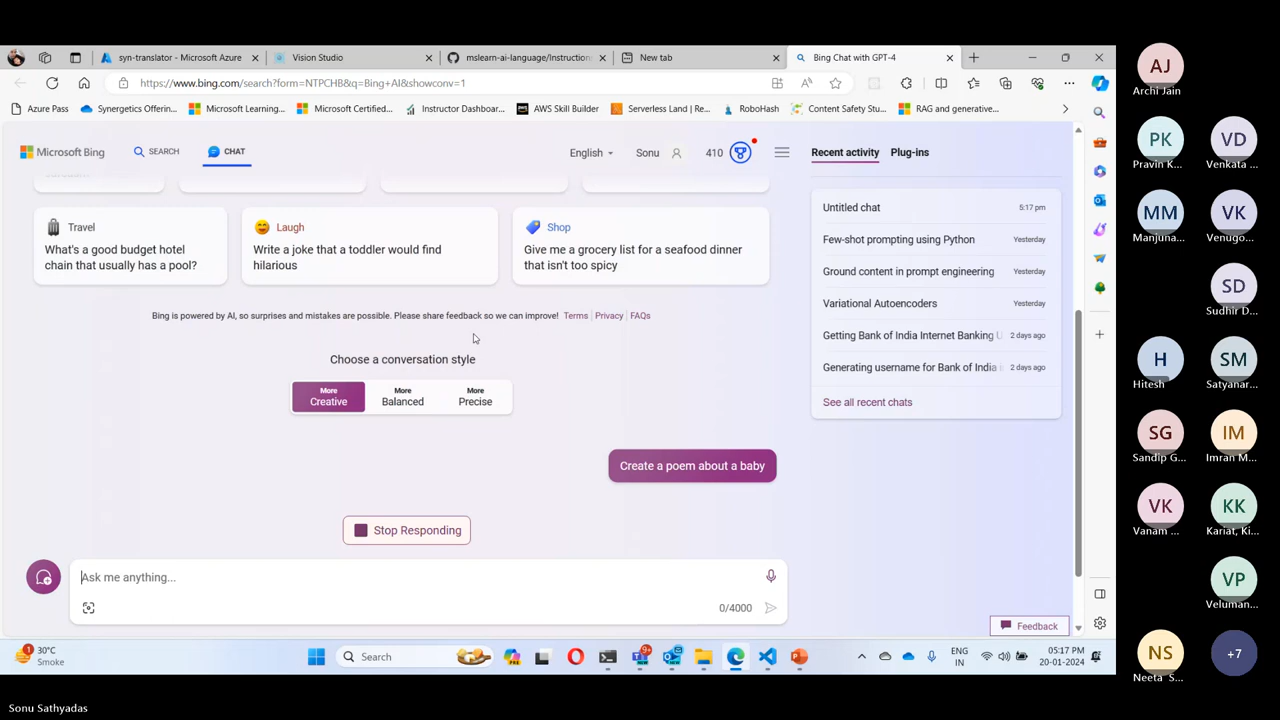 syn-translator - Microsoft Azure
Vision Studio
mslearn-ai-language/Instruction
New tab
Bing Chat with GPT-4
https://www.bing.com/search?form=NTPCHB&q=Bing+AI&showconv=1
Azure Pass
Synergetics Offerin...
Microsoft Learning...
Microsoft Certified...
Instructor Dashboar...
AWS Skill Builder
Serverless Land | Re...
RoboHash
Content Safety Stu...
RAG and generative...
Microsoft Bing
SEARCH
CHAT
English
Sonu
410
Recent activity
Plug-ins
Travel
What's a good budget hotel
chain that usually has a pool?
Laugh
Write a joke that a toddler would find
hilarious
Shop
Give me a grocery list for a seafood dinner
that isn't too spicy
Untitled chat
5:17 pm
Few-shot prompting using Python
Yesterday
Ground content in prompt engineering
Yesterday
Variational Autoencoders
Yesterday
Getting Bank of India Internet Banking U
2 days ago
Generating username for Bank of India i
2 days ago
See all recent chats
Bing is powered by AI, so surprises and mistakes are possible. Please share feedback so we can improve! Terms | Privacy | FAQs
Choose a conversation style
More
Creative
More
Balanced
More
Precise
Create a poem about a baby
Stop Responding
Ask me anything...
0/4000
Feedback
1
30°C
Smoke
Search
9+
ENG
IN
05:17 PM
20-01-2024
Sonu Sathyadas
AJ
Archi Jain
PK
Pravin K...
VD
Venkata ...
MM
Manjuna...
VK
Venugo...
SD
Sudhir D...
H
Hitesh
SM
Satyanar...
SG
Sandip G...
IM
Imran M...
VK
Vanam ...
KK
Kariat, Ki...
VP
Veluman...
NS
Neeta S...
+7